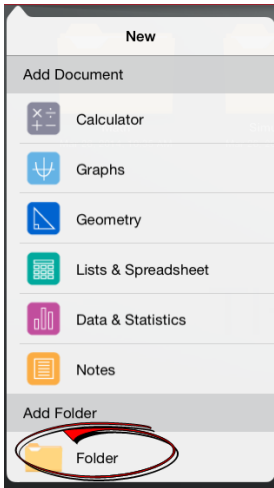 New
Add Document
Calculator
Graphs
Geometry
Lists & Spreadsheet
Data & Statistics
Notes
Add Folder
Folder